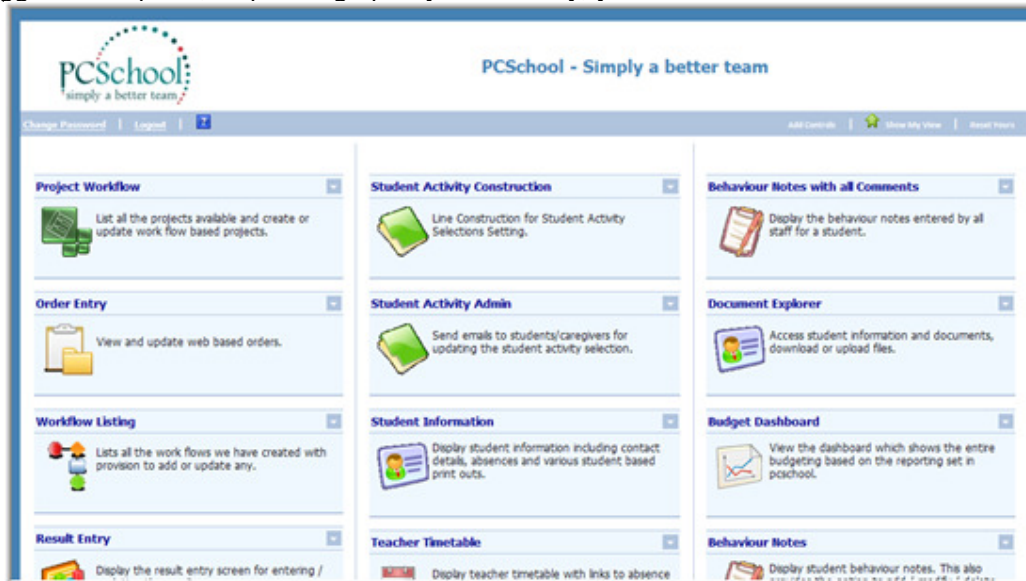 PCSchool
simply a better team
PCSchool - Simply a better team
Change Password | Logout | ?
Add Controls | Show My View | Reset Yours
Project Workflow
List all the projects available and create or
update work flow based projects.
Order Entry
View and update web based orders.
Workflow Listing
Lists all the work flows we have created with
provision to add or update any.
Result Entry
Display the result entry screen for entering /
Student Activity Construction
Line Construction for Student Activity
Selections Setting.
Student Activity Admin
Send emails to students/caregivers for
updating the student activity selection.
Student Information
Display student information including contact
details, absences and various student based
print outs.
Teacher Timetable
Display teacher timetable with links to absence
Behaviour Notes with all Comments
Display the behaviour notes entered by all
staff for a student.
Document Explorer
Access student information and documents,
download or upload files.
Budget Dashboard
View the dashboard which shows the entire
budgeting based on the reporting set in
pcschool.
Behaviour Notes
Display student behaviour notes. This also